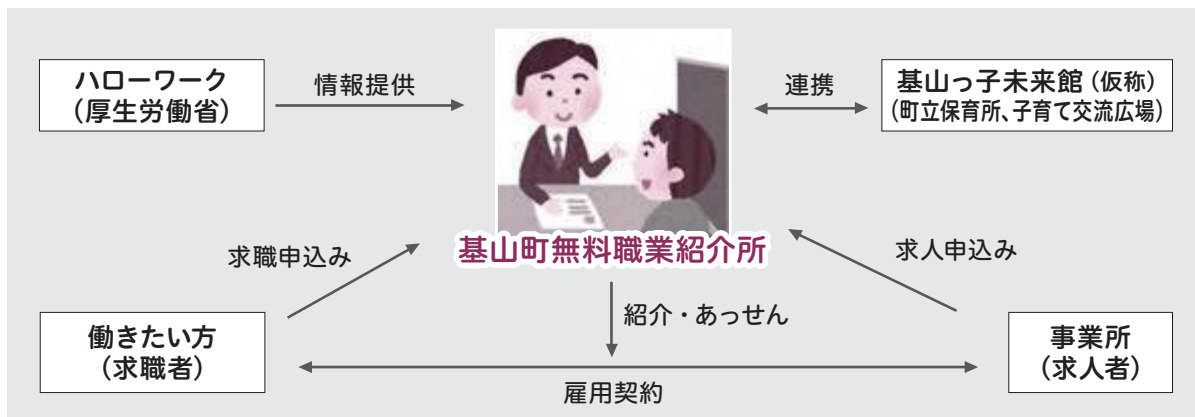 ハローワーク
(厚生労働省)
情報提供
連携
基山っ子未来館(仮称)
(町立保育所、子育て交流広場)
基山町無料職業紹介所
求職申込み
求人申込み
紹介・あっせん
働きたい方
(求職者)
事業所
(求人者)
雇用契約